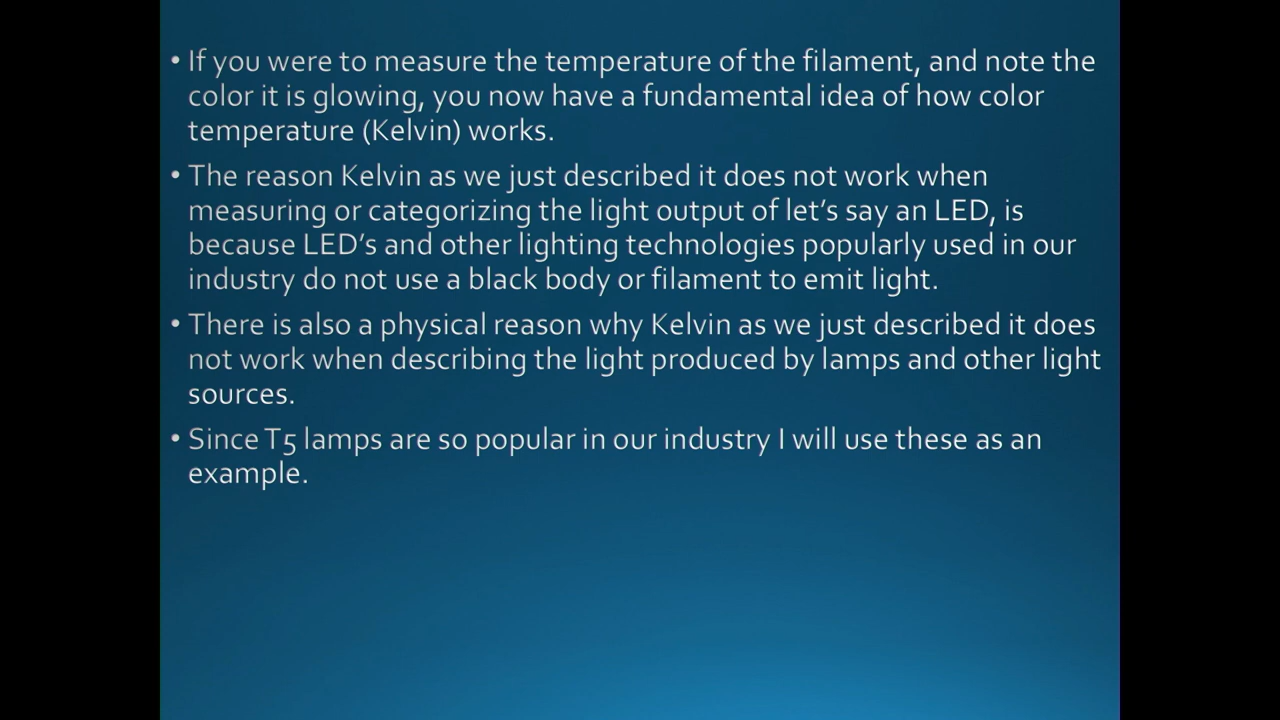 • If you were to measure the temperature of the filament, and note the
color it is glowing, you now have a fundamental idea of how color
temperature (Kelvin) works.
• The reason Kelvin as we just described it does not work when
measuring or categorizing the light output of let’s say an LED, is
because LED’s and other lighting technologies popularly used in our
industry do not use a black body or filament to emit light.
• There is also a physical reason why Kelvin as we just described it does
not work when describing the light produced by lamps and other light
sources.
• Since T5 lamps are so popular in our industry I will use these as an
example.